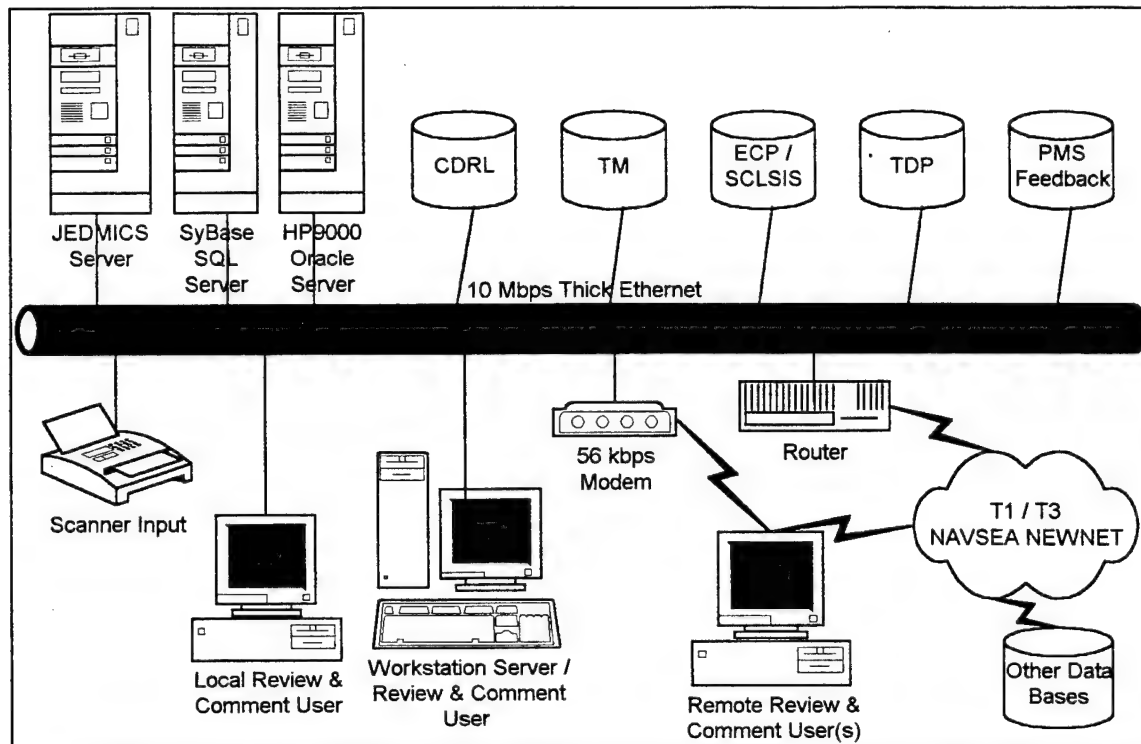 JEDMICS
Server
SyBase
SQL
Server
HP9000
Oracle
Server
CDRL
TM
ECP /
SCLSIS
TDP
PMS
Feedback
10 Mbps Thick Ethernet
Scanner Input
Local Review &
Comment User
Workstation Server /
Review & Comment
User
56 kbps
Modem
Remote Review &
Comment User(s)
Router
T1 / T3
NAVSEA NEWNET
Other Data
Bases